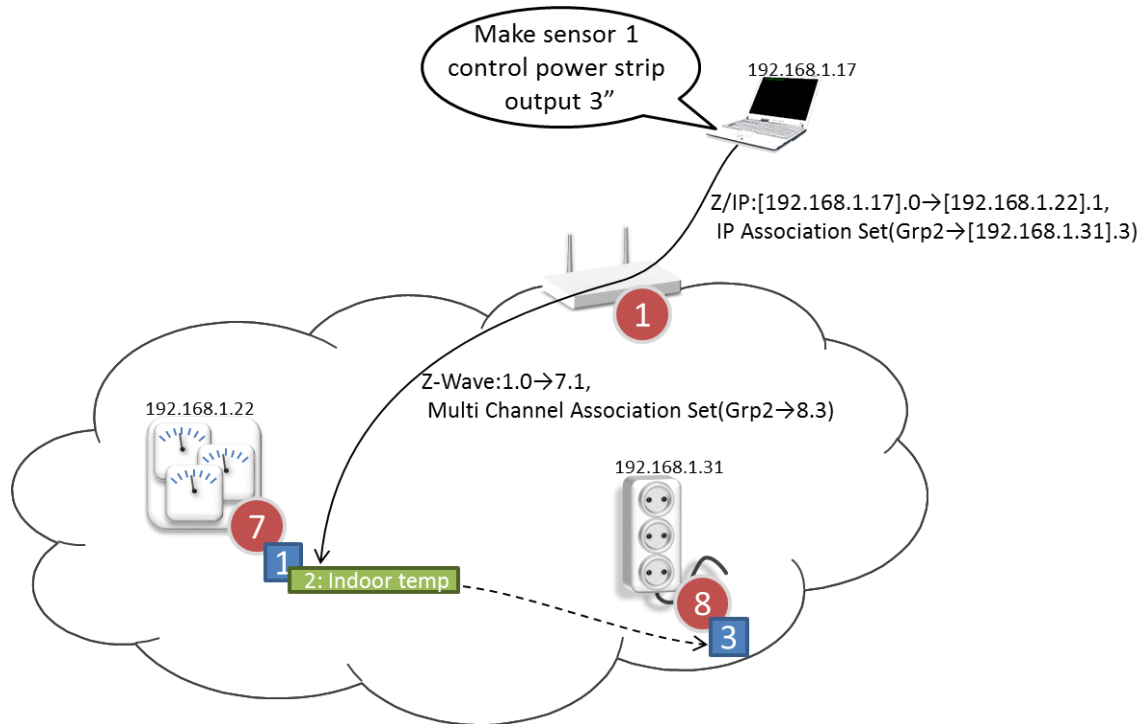 Make sensor 1
control power strip
output 3”
192.168.1.17
Z/IP:[192.168.1.17].0→[192.168.1.22].1,
IP Association Set(Grp2→[192.168.1.31].3)
1
Z-Wave:1.0→7.1,
Multi Channel Association Set(Grp2→8.3)
192.168.1.22
192.168.1.31
7
1
2: Indoor temp
8
3